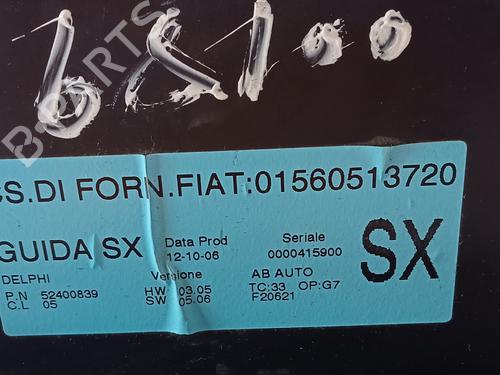 B-PARTS
CS.DI FORN.FIAT:01560513720
GUIDA SX
Data Prod
12-10-06
Seriale
0000415900
SX
DELPHI
P.N 52400839
C.L 05
Versione
HW 03.05
SW 05.06
AB AUTO
TC:33 OP:G7
F20621